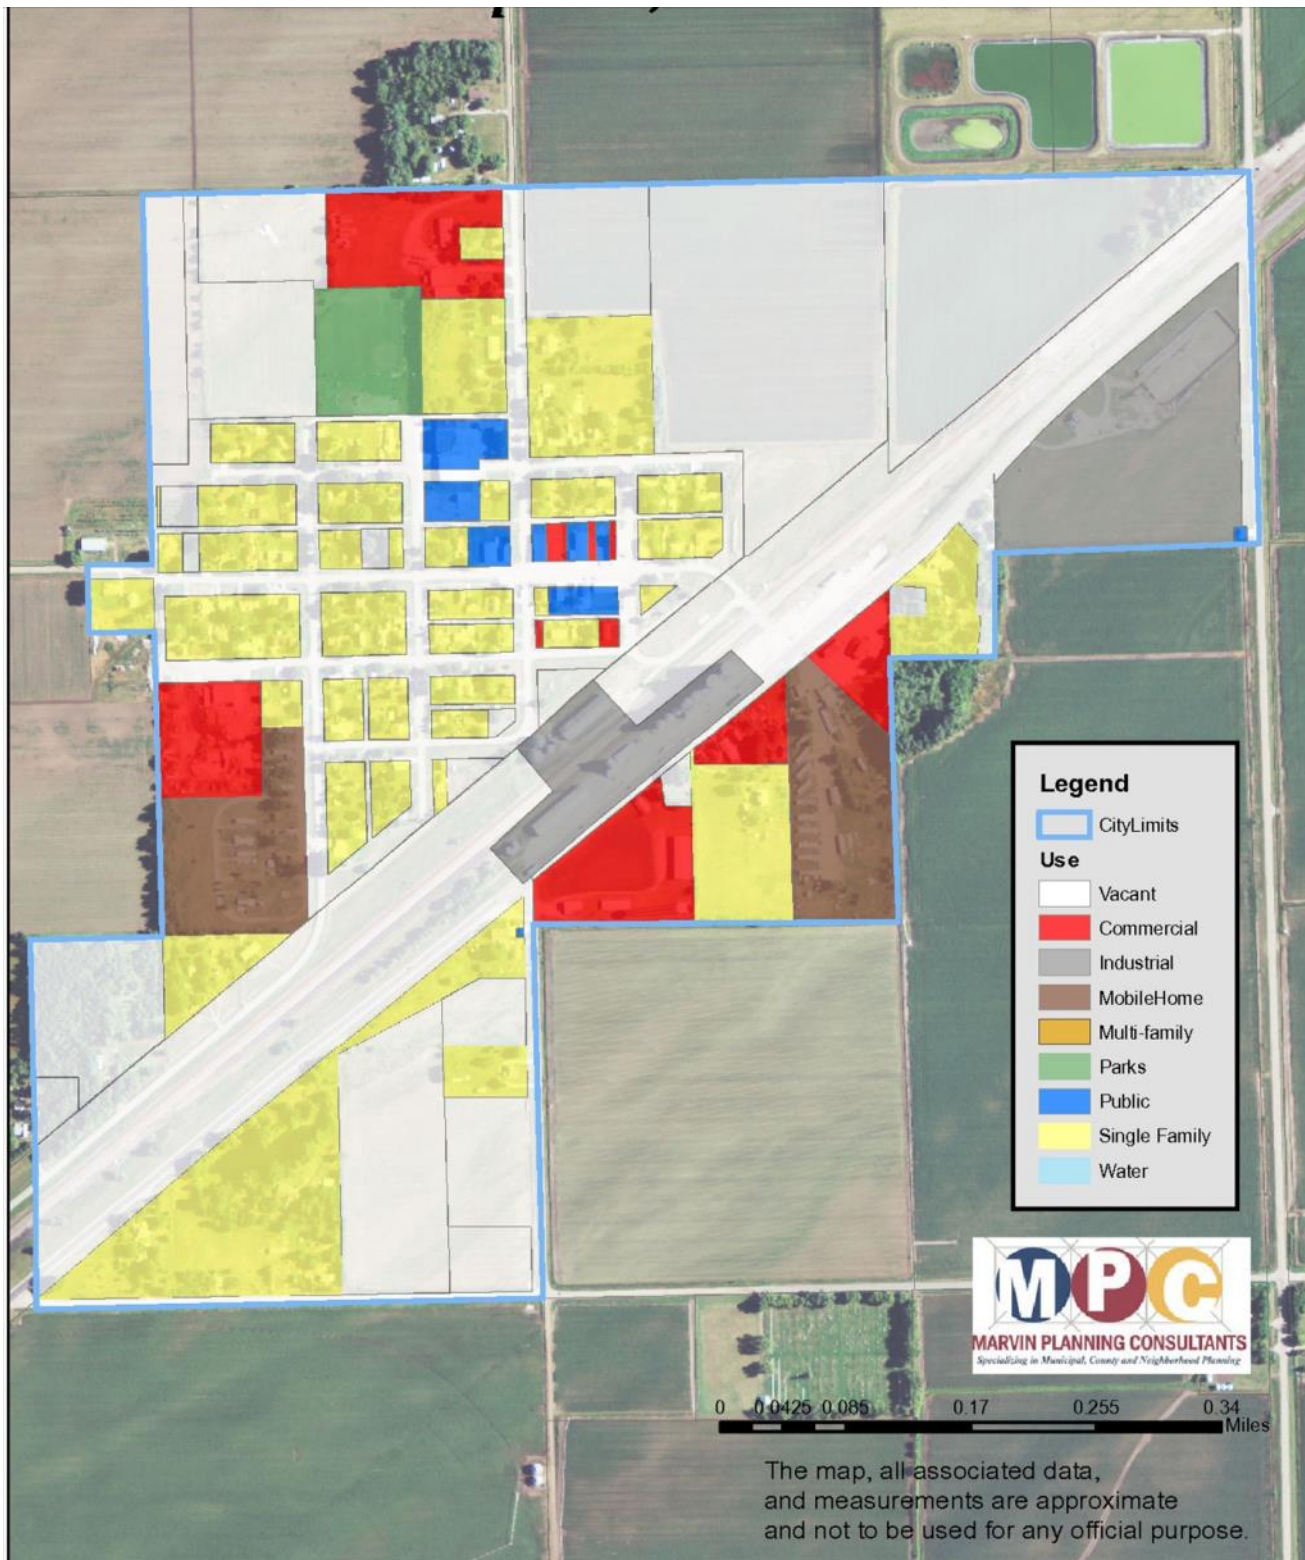 Legend
CityLimits
Use
Vacant
Commercial
Industrial
MobileHome
Multi-family
Parks
Public
Single Family
Water
MPC
MARVIN PLANNING CONSULTANTS
Specializing in Municipal, County and Neighborhood Planning
0 0.0425 0.085 0.17 0.255 0.34
Miles
The map, all associated data,
and measurements are approximate
and not to be used for any official purpose.